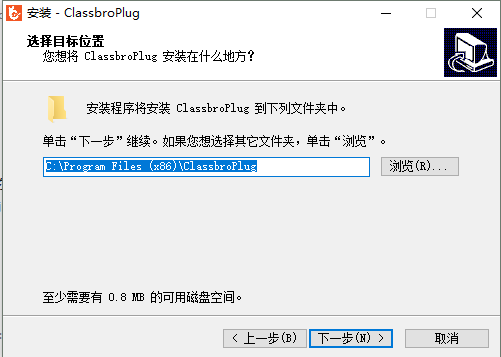 安装 - ClassbroPlug
选择目标位置
您想将 ClassbroPlug 安装在什么地方？
安装程序将安装 ClassbroPlug 到下列文件夹中。
单击“下一步”继续。如果您想选择其它文件夹，单击“浏览”。
C:\Program Files (x86)\ClassbroPlug
浏览(R)...
至少需要有 0.8 MB 的可用磁盘空间。
< 上一步(B)
下一步(N) >
取消